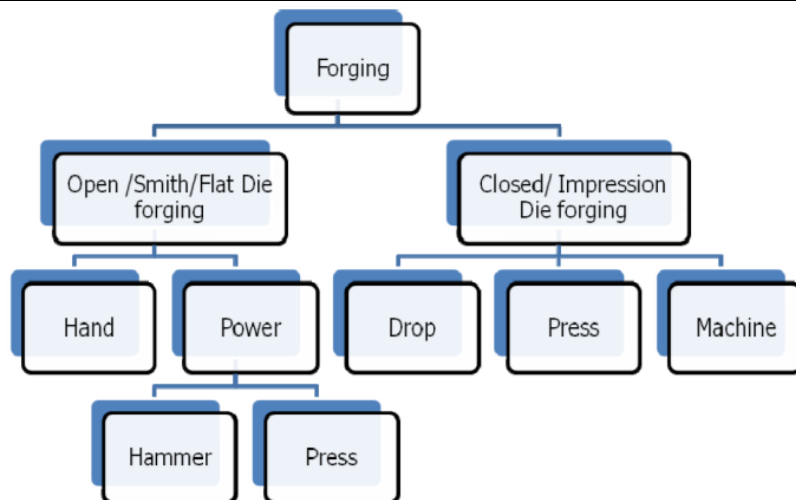 Forging
Open /Smith/Flat Die
forging
Closed/ Impression
Die forging
Hand
Power
Drop
Press
Machine
Hammer
Press